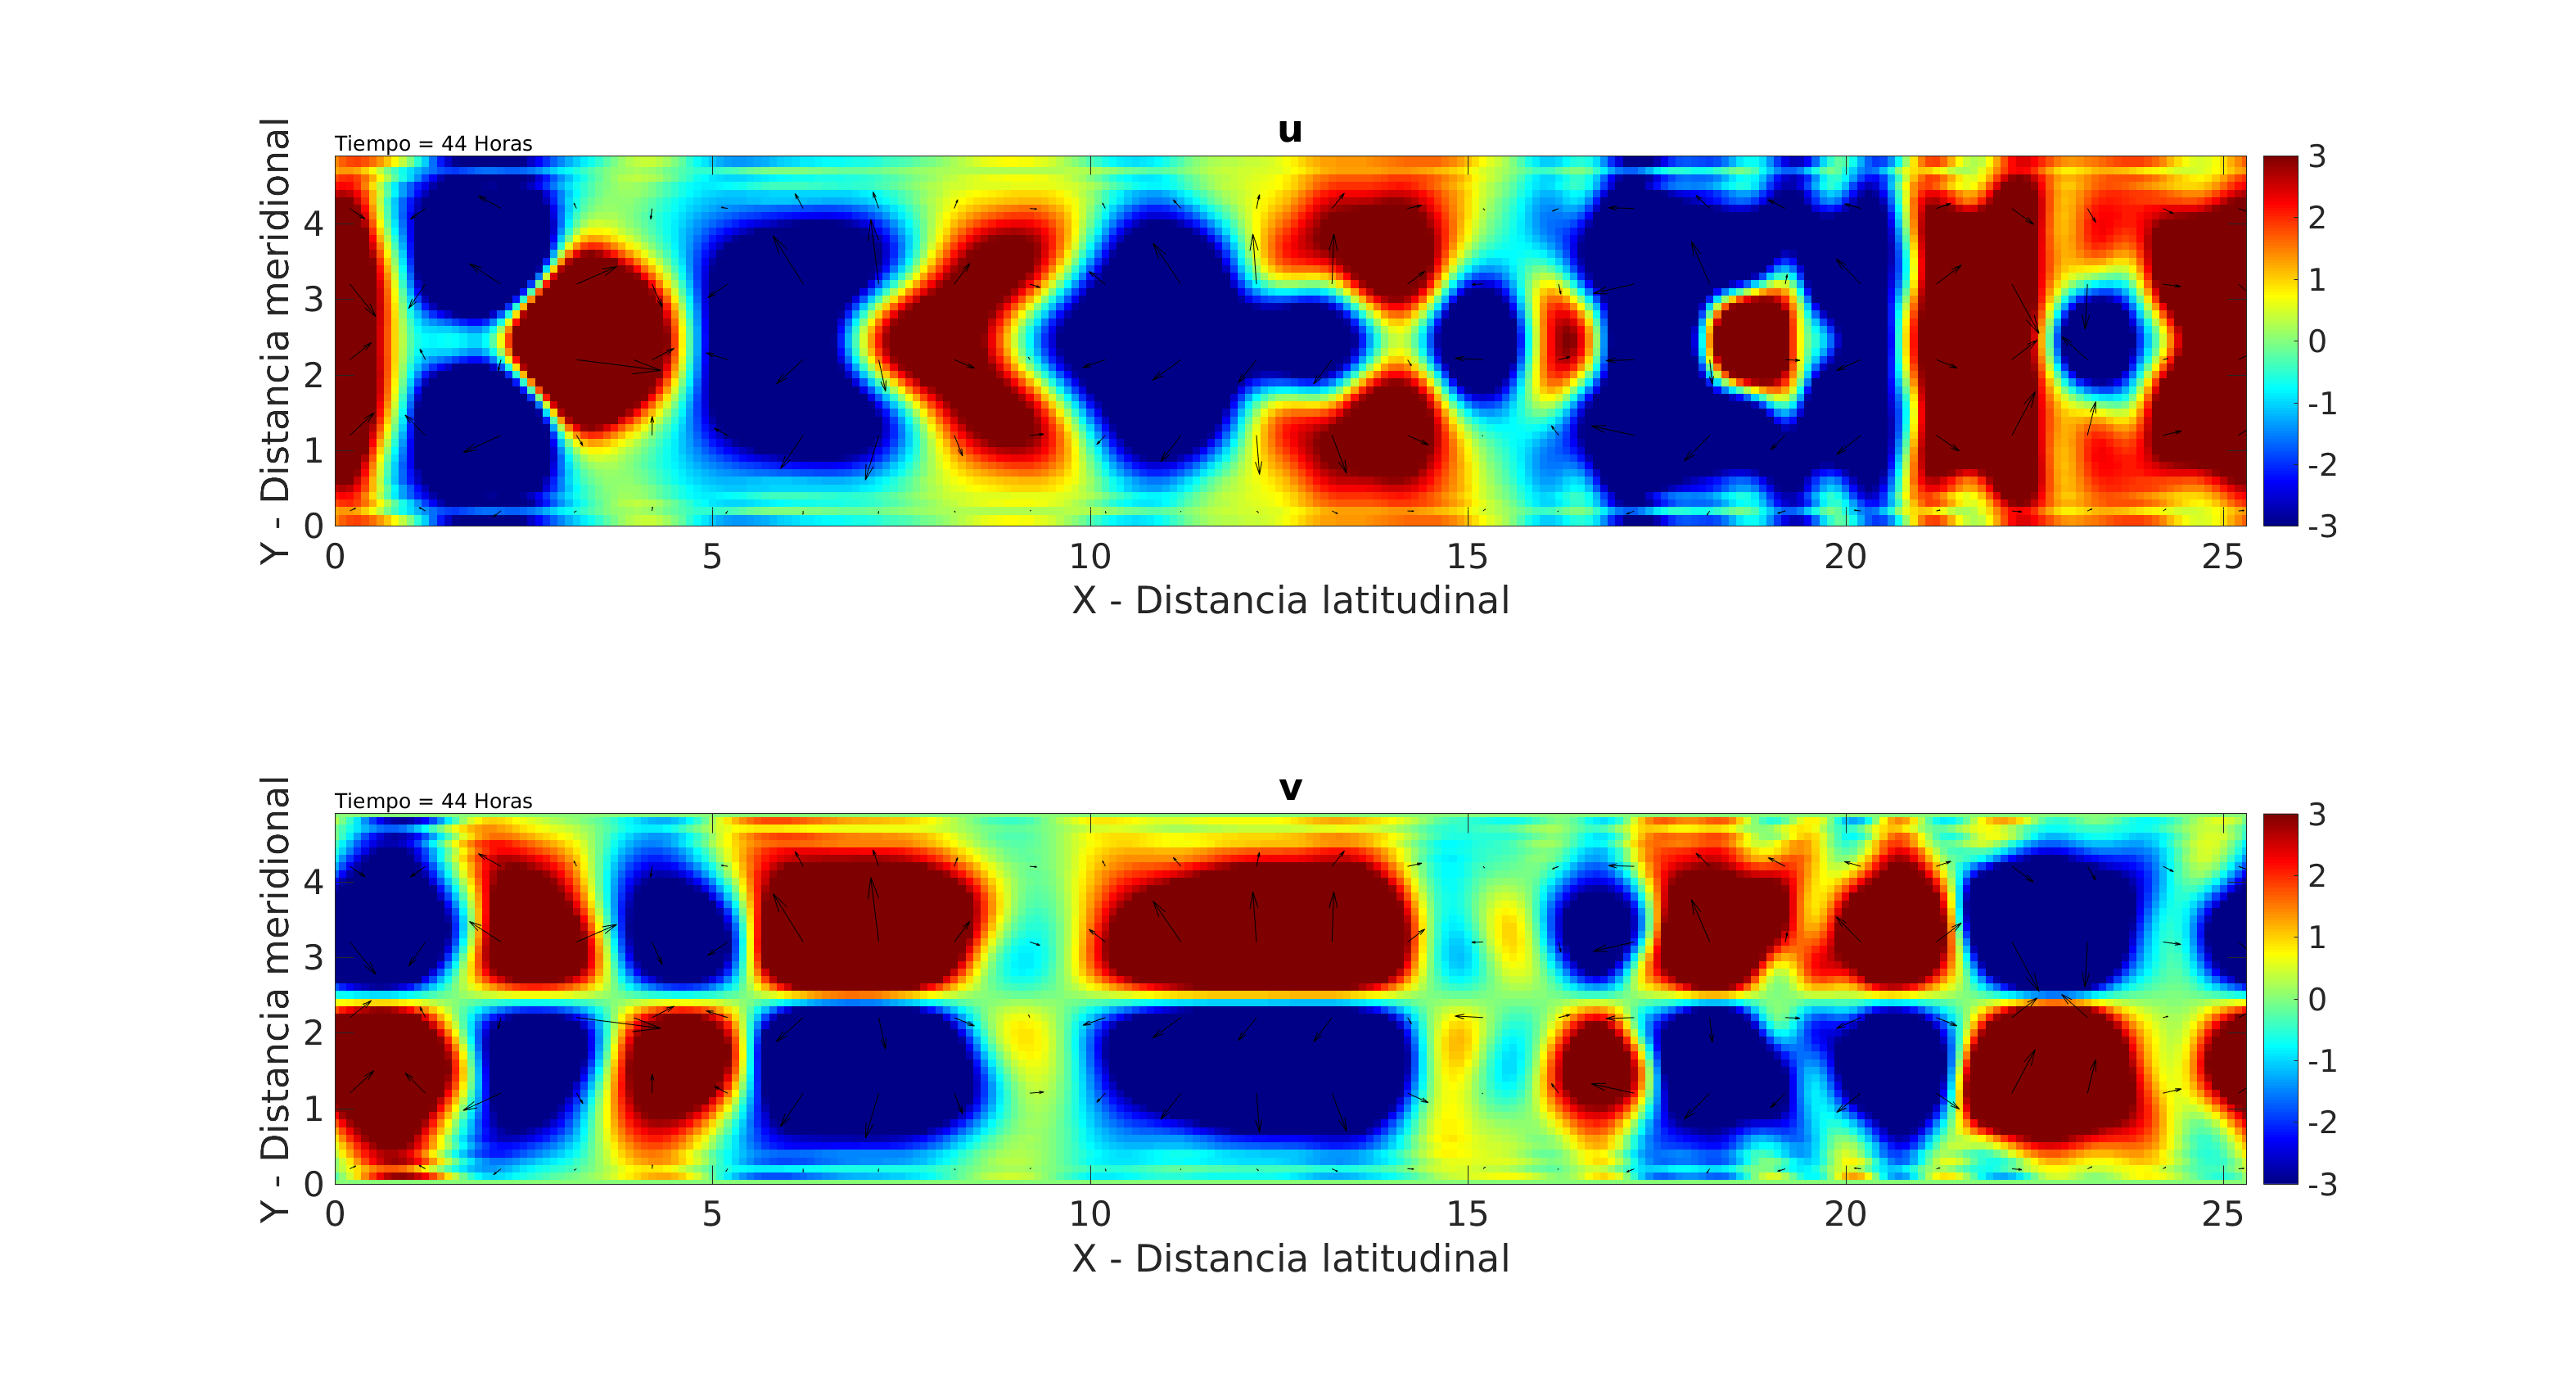 u
Tiempo = 44 Horas
Y - Distancia meridional
4
3
2
1
0
0 5 10 15 20 25
X - Distancia latitudinal
3
2
1
0
-1
-2
-3
v
Tiempo = 44 Horas
Y - Distancia meridional
4
3
2
1
0
0 5 10 15 20 25
X - Distancia latitudinal
3
2
1
0
-1
-2
-3